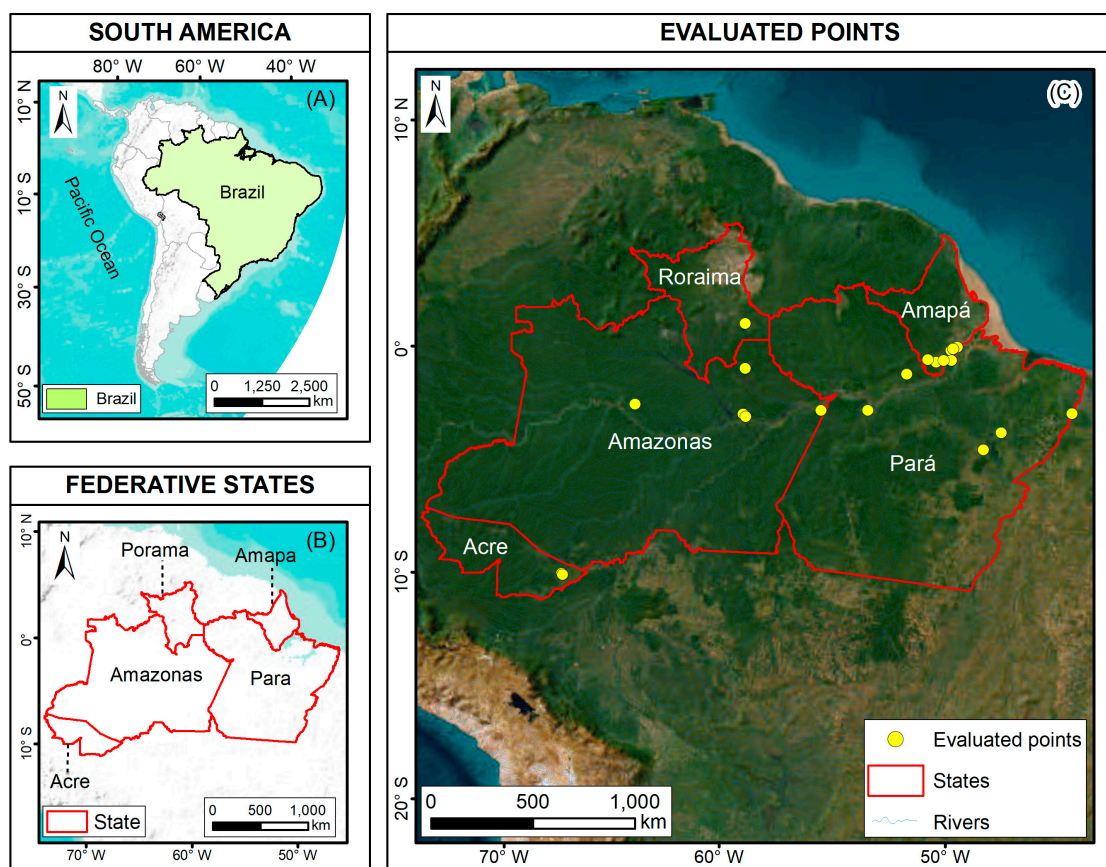 SOUTH AMERICA
80° W 60° W 40° W
N
(A)
10° N
10° S
30° S
50° S
Brazil
Pacific Ocean
0 1,250 2,500
km
Brazil
FEDERATIVE STATES
N
(B)
10° N
0°
10° S
Porama
Amapa
Amazonas
Para
Acre
State
0 500 1,000
km
70° W 60° W 50° W
EVALUATED POINTS
N
(C)
10° N
0°
10° S
20° S
Roraima
Amapá
Amazonas
Pará
Acre
0 500 1,000
km
Evaluated points
States
Rivers
70° W 60° W 50° W